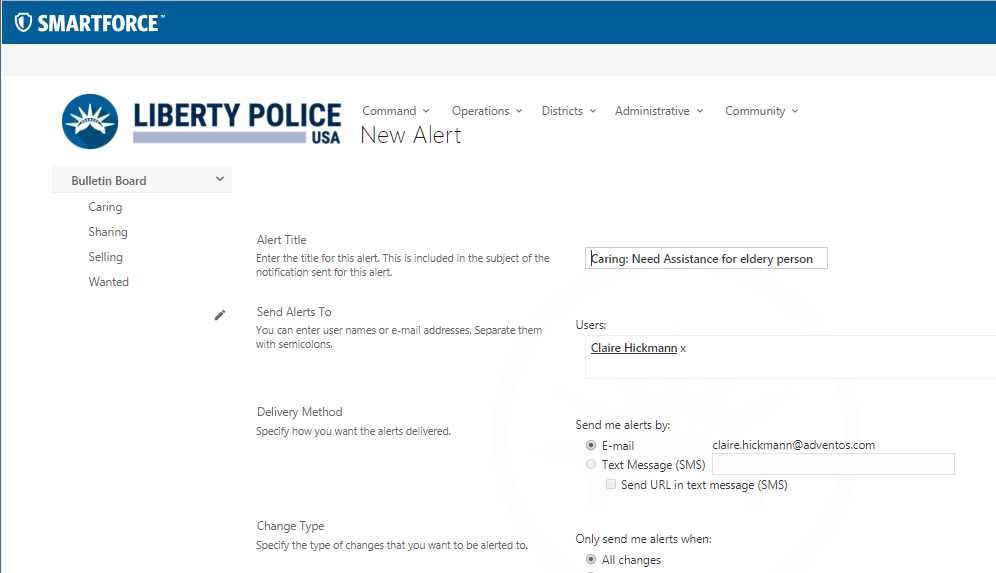 SMARTFORCE™
LIBERTY POLICE
USA
Command Operations Districts Administrative Community
New Alert
Bulletin Board
Caring
Sharing
Selling
Wanted
Alert Title
Enter the title for this alert. This is included in the subject of the
notification sent for this alert.
Caring: Need Assistance for eldery person
Send Alerts To
You can enter user names or e-mail addresses. Separate them
with semicolons.
Users:
Claire Hickmann x
Delivery Method
Specify how you want the alerts delivered.
Send me alerts by:
E-mail claire.hickmann@adventos.com
Text Message (SMS)
Send URL in text message (SMS)
Change Type
Specify the type of changes that you want to be alerted to.
Only send me alerts when:
All changes